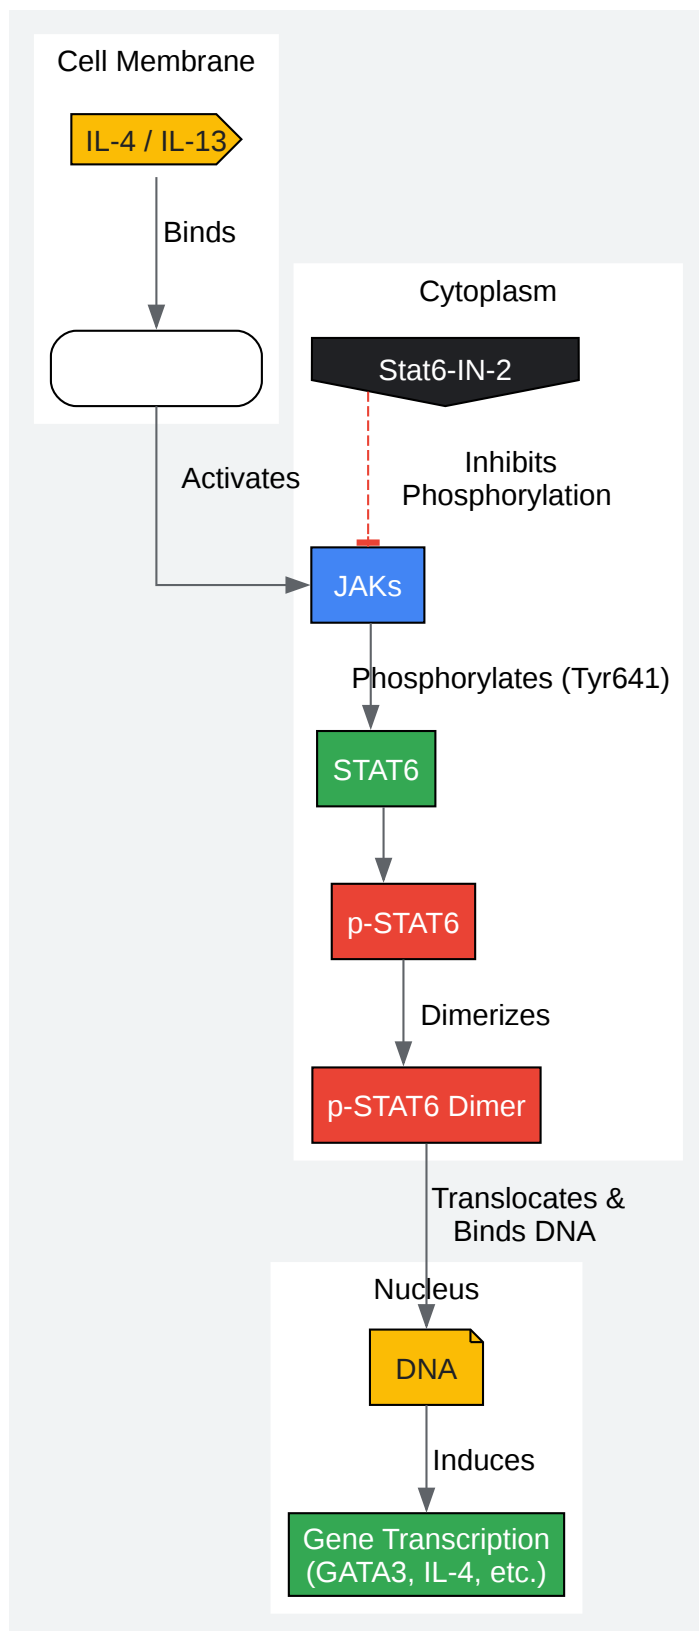 Cell Membrane
IL-4 / IL-13
Binds
Cytoplasm
Stat6-IN-2
Inhibits
Phosphorylation
Activates
JAKs
Phosphorylates (Tyr641)
STAT6
p-STAT6
Dimerizes
p-STAT6 Dimer
Translocates &
Binds DNA
Nucleus
DNA
Induces
Gene Transcription
(GATA3, IL-4, etc.)